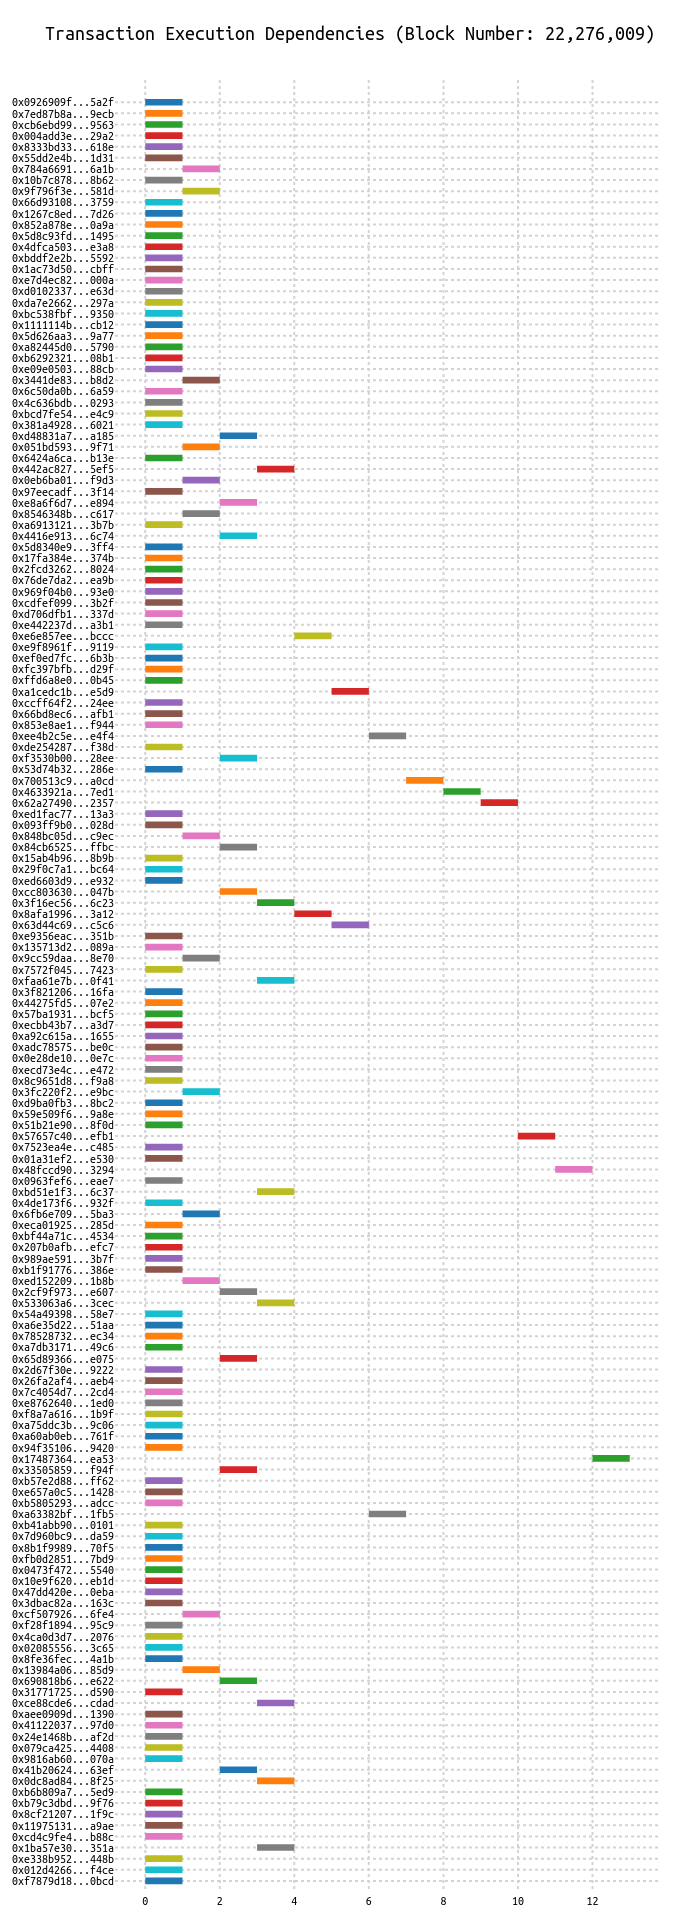 Transaction Execution Dependencies (Block Number: 22,276,009)
0x0926909f...5a2f
0x7ed87b8a...9ecb
0xcb6ebd99...9563
0x004add3e...29a2
0x8333bd33...618e
0x55dd2e4b...1d31
0x784a6691...6a1b
0x10b7c878...8b62
0x9f796f3e...581d
0x66d93108...3759
0x1267c8ed...7d26
0x852a878e...0a9a
0x5d8c93fd...1495
0x4dfca503...e3a8
0xbddf2e2b...5592
0x1ac73d50...cbff
0xe7d4ec82...000a
0xd0102337...e63d
0xda7e2662...297a
0xbc538fbf...9350
0x1111114b...cb12
0x5d626aa3...9a77
0xa82445d0...5790
0xb6292321...08b1
0xe09e0503...88cb
0x3441de83...b8d2
0x6c50da0b...6a59
0x4c636bdb...0293
0xbcd7fe54...e4c9
0x381a4928...6021
0xd48831a7...a185
0x051bd593...9f71
0x6424a6ca...b13e
0x442ac827...5ef5
0x0eb6ba01...f9d3
0x97eecadf...3f14
0xe8a6f6d7...e894
0x8546348b...c617
0xa6913121...3b7b
0x4416e913...6c74
0x5d8340e9...3ff4
0x17fa384e...374b
0x2fcd3262...8024
0x76de7da2...ea9b
0x969f04b0...93e0
0xcdfef099...3b2f
0xd706dfb1...337d
0xe442237d...a3b1
0xe6e857ee...bccc
0xe9f8961f...9119
0xef0ed7fc...6b3b
0xfc397bfb...d29f
0xffd6a8e0...0b45
0xa1cedc1b...e5d9
0xccff64f2...24ee
0x66bd8ec6...afb1
0x853e8ae1...f944
0xee4b2c5e...e4f4
0xde254287...f38d
0xf3530b00...28ee
0x53d74b32...286e
0x700513c9...a0cd
0x4633921a...7ed1
0x62a27490...2357
0xed1fac77...13a3
0x093ff9b0...028d
0x848bc05d...c9ec
0x84cb6525...ffbc
0x15ab4b96...8b9b
0x29f0c7a1...bc64
0xed6603d9...e932
0xcc803630...047b
0x3f16ec56...6c23
0x8afa1996...3a12
0x63d44c69...c5c6
0xe9356eac...351b
0x135713d2...089a
0x9cc59daa...8e70
0x7572f045...7423
0xfaa61e7b...0f41
0x3f821206...16fa
0x44275fd5...07e2
0x57ba1931...bcf5
0xecbb43b7...a3d7
0xa92c615a...1655
0xadc78575...be0c
0x0e28de10...0e7c
0xecd73e4c...e472
0x8c9651d8...f9a8
0x3fc220f2...e9bc
0xd9ba0fb3...8bc2
0x59e509f6...9a8e
0x51b21e90...8f0d
0x57657c40...efb1
0x7523ea4e...c485
0x01a31ef2...e530
0x48fccd90...3294
0x0963fef6...eae7
0xbd51e1f3...6c37
0x4de173f6...932f
0x6fb6e709...5ba3
0xeca01925...285d
0xbf44a71c...4534
0x207b0afb...efc7
0x989ae591...3b7f
0xb1f91776...386e
0xed152209...1b8b
0x2cf9f973...e607
0x533063a6...3cec
0x54a49398...58e7
0xa6e35d22...51aa
0x78528732...ec34
0xa7db3171...49c6
0x65d89366...e075
0x2d67f30e...9222
0x26fa2af4...aeb4
0x7c4054d7...2cd4
0xe8762640...1ed0
0xf8a7a616...1b9f
0xa75ddc3b...9c06
0xa60ab0eb...761f
0x94f35106...9420
0x17487364...ea53
0x33505859...f94f
0xb57e2d88...ff62
0xe657a0c5...1428
0xb5805293...adcc
0xa63382bf...1fb5
0xb41abb90...0101
0x7d960bc9...da59
0x8b1f9989...70f5
0xfb0d2851...7bd9
0x0473f472...5540
0x10e9f620...eb1d
0x47dd420e...0eba
0x3dbac82a...163c
0xcf507926...6fe4
0xf28f1894...95c9
0x4ca0d3d7...2076
0x02085556...3c65
0x8fe36fec...4a1b
0x13984a06...85d9
0x690818b6...e622
0x31771725...d590
0xce88cde6...cdad
0xaee0909d...1390
0x41122037...97d0
0x24e1468b...af2d
0x079ca425...4408
0x9816ab60...070a
0x41b20624...63ef
0x0dc8ad84...8f25
0xb6b809a7...5ed9
0xb79c3dbd...9f76
0x8cf21207...1f9c
0x11975131...a9ae
0xcd4c9fe4...b88c
0x1ba57e30...351a
0xe338b952...448b
0x012d4266...f4ce
0xf7879d18...0bcd
0 2 4 6 8 10 12